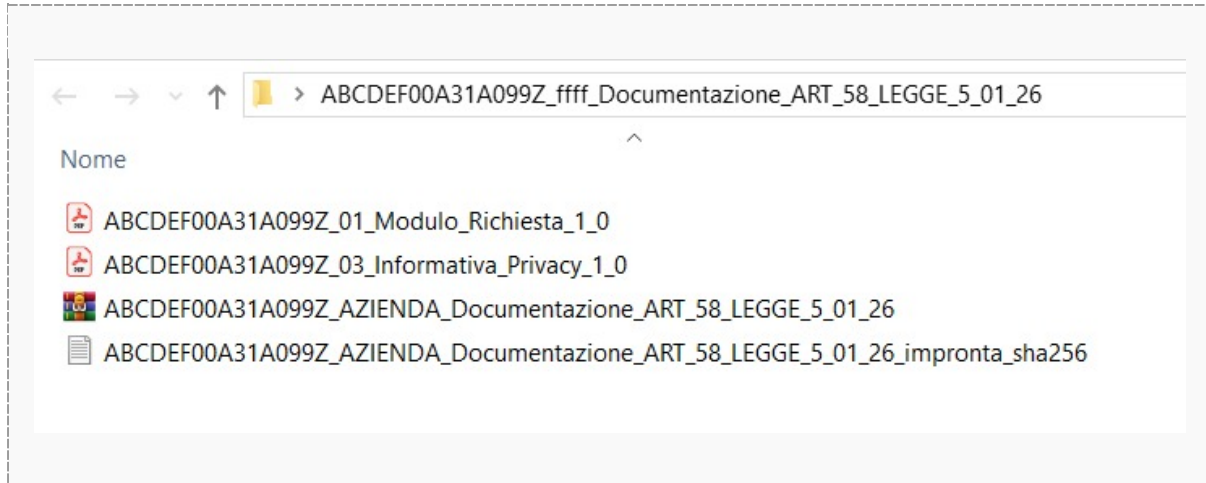 ABCDEF00A31A099Z_ffff_Documentazione_ART_58_LEGGE_5_01_26
Nome
ABCDEF00A31A099Z_01_Modulo_Richiesta_1_0
ABCDEF00A31A099Z_03_Informativa_Privacy_1_0
ABCDEF00A31A099Z_AZIENDA_Documentazione_ART_58_LEGGE_5_01_26
ABCDEF00A31A099Z_AZIENDA_Documentazione_ART_58_LEGGE_5_01_26_impronta_sha256